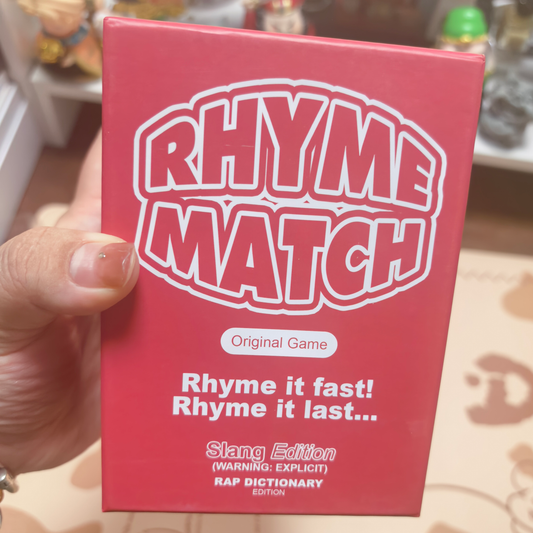 RHYME
MATCH
Original Game
Rhyme it fast!
Rhyme it last...
Slang Edition
(WARNING: EXPLICIT)
RAP DICTIONARY
EDITION